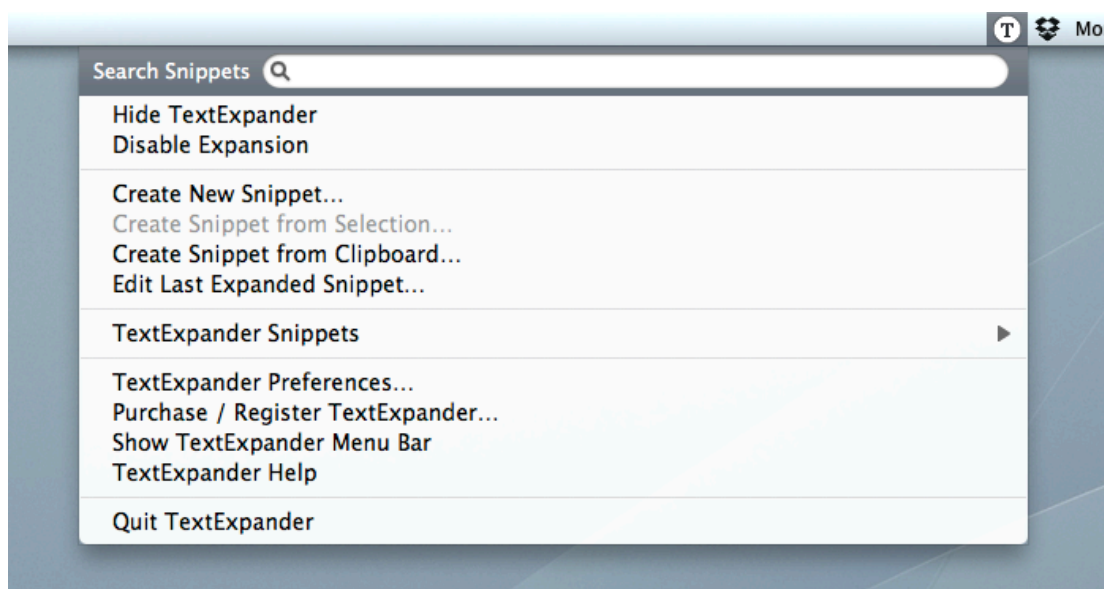 T Mo
Search Snippets
Hide TextExpander
Disable Expansion
Create New Snippet...
Create Snippet from Selection...
Create Snippet from Clipboard...
Edit Last Expanded Snippet...
TextExpander Snippets
TextExpander Preferences...
Purchase / Register TextExpander...
Show TextExpander Menu Bar
TextExpander Help
Quit TextExpander